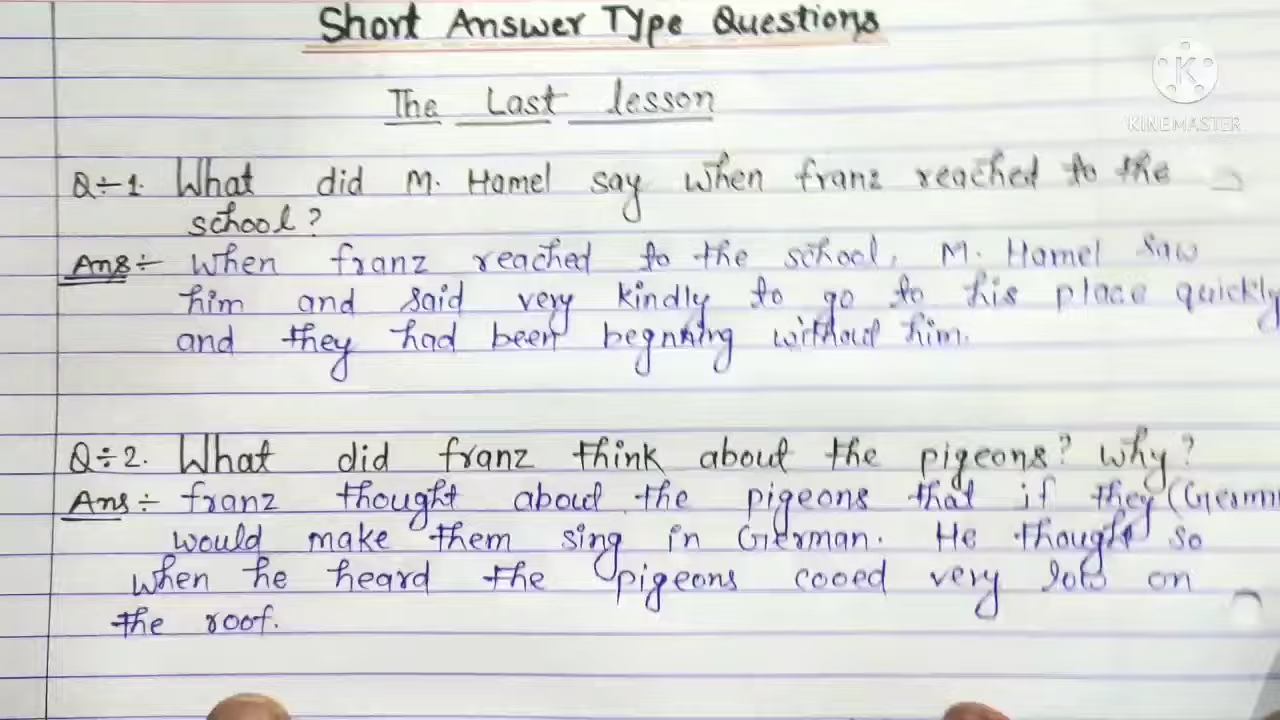 Short Answer Type Questions
The Last lesson
KINEMASTER
Q÷1. What did M. Hamel say when franz reached to the
school?
Ans÷ When franz reached to the school, M. Hamel saw
him and said very kindly to go to his place quickly
and they had been begnning without him.
Q÷2. What did franz think about the pigeons? why?
Ans÷ franz thought about the pigeons that if they (Germ
would make them sing in German. He thought so
when he heard the pigeons cooed very low on
the roof.